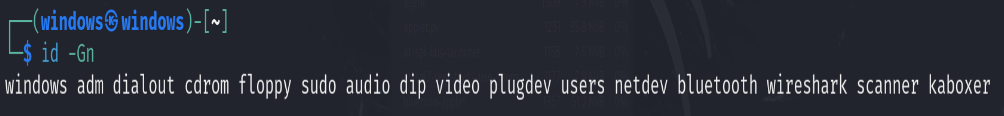 ┌──(windows㉿windows)-[~]
└─$ id -Gn
windows adm dialout cdrom floppy sudo audio dip video plugdev users netdev bluetooth wireshark scanner kaboxer